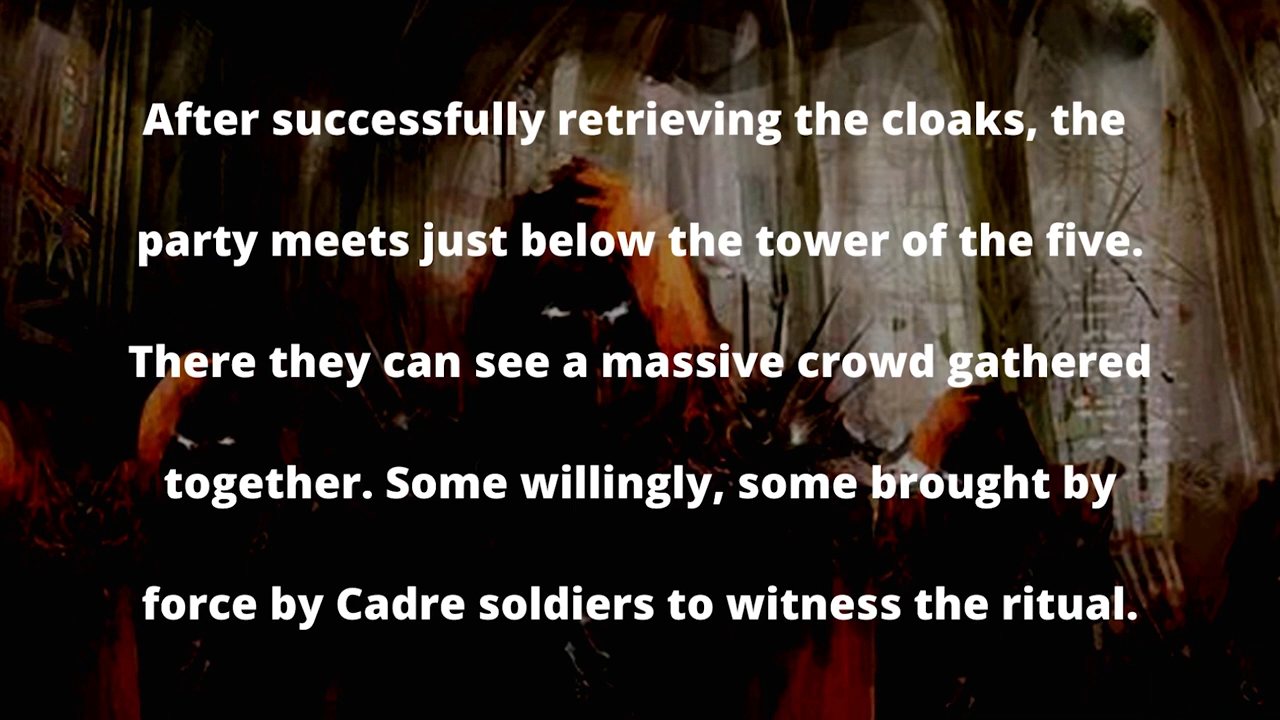 After successfully retrieving the cloaks, the
party meets just below the tower of the five.
There they can see a massive crowd gathered
together. Some willingly, some brought by
force by Cadre soldiers to witness the ritual.